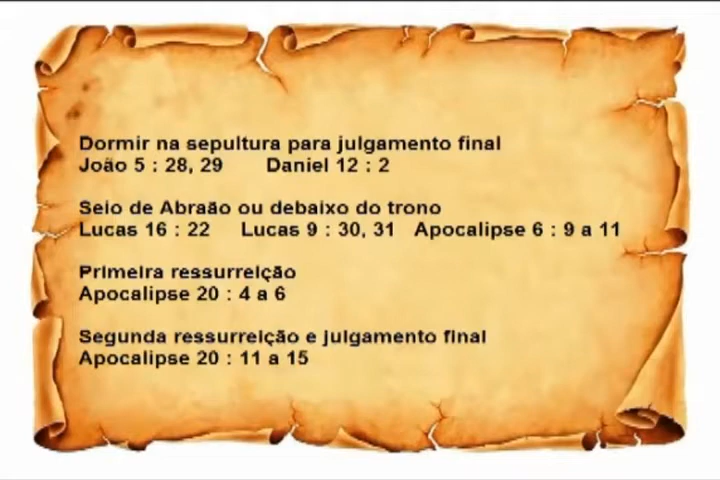 Dormir na sepultura para julgamento final
João 5 : 28, 29 Daniel 12 : 2
Seio de Abraão ou debaixo do trono
Lucas 16 : 22 Lucas 9 : 30, 31 Apocalipse 6 : 9 a 11
Primeira ressurreição
Apocalipse 20 : 4 a 6
Segunda ressurreição e julgamento final
Apocalipse 20 : 11 a 15